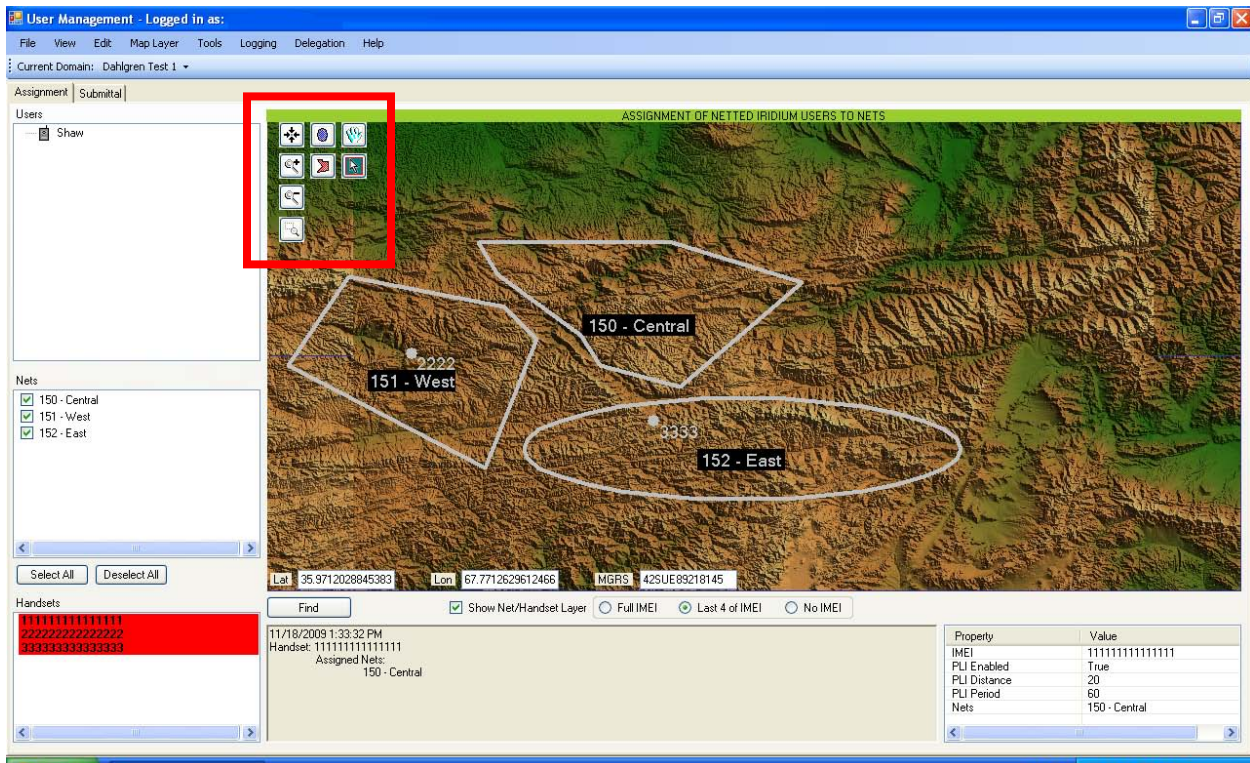 User Management - Logged in as:
File View Edit Map Layer Tools Logging Delegation Help
Current Domain: Dahlgren Test 1
Assignment Submittal
Users
Shaw
ASSIGNMENT OF NETTED IRIDIUM USERS TO NETS
150 - Central
2222
151 - West
3333
152 - East
Nets
150 - Central
151 - West
152 - East
Select All Deselect All
Lat 35.9712028845383 Lon 67.7712629612466 MGRS 42SUE89218145
Find Show Net/Handset Layer Full IMEI Last 4 of IMEI No IMEI
Handsets
111111111111111
222222222222222
333333333333333
11/18/2009 1:33:32 PM
Handset: 111111111111111
Assigned Nets:
150 - Central
Property Value
IMEI 111111111111111
PLI Enabled True
PLI Distance 20
PLI Period 60
Nets 150 - Central